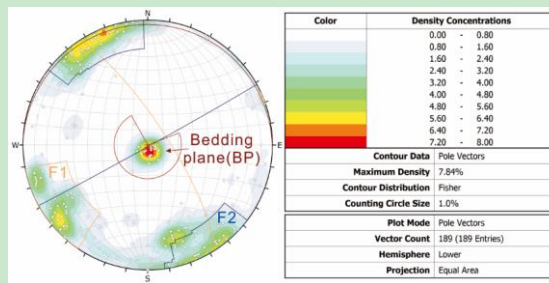 N
W
E
S
Bedding
plane(BP)
F1
F2
Color Density Concentrations
0.00 - 0.80
0.80 - 1.60
1.60 - 2.40
2.40 - 3.20
3.20 - 4.00
4.00 - 4.80
4.80 - 5.60
5.60 - 6.40
6.40 - 7.20
7.20 - 8.00
Contour Data Pole Vectors
Maximum Density 7.84%
Contour Distribution Fisher
Counting Circle Size 1.0%
Plot Mode Pole Vectors
Vector Count 189 (189 Entries)
Hemisphere Lower
Projection Equal Area